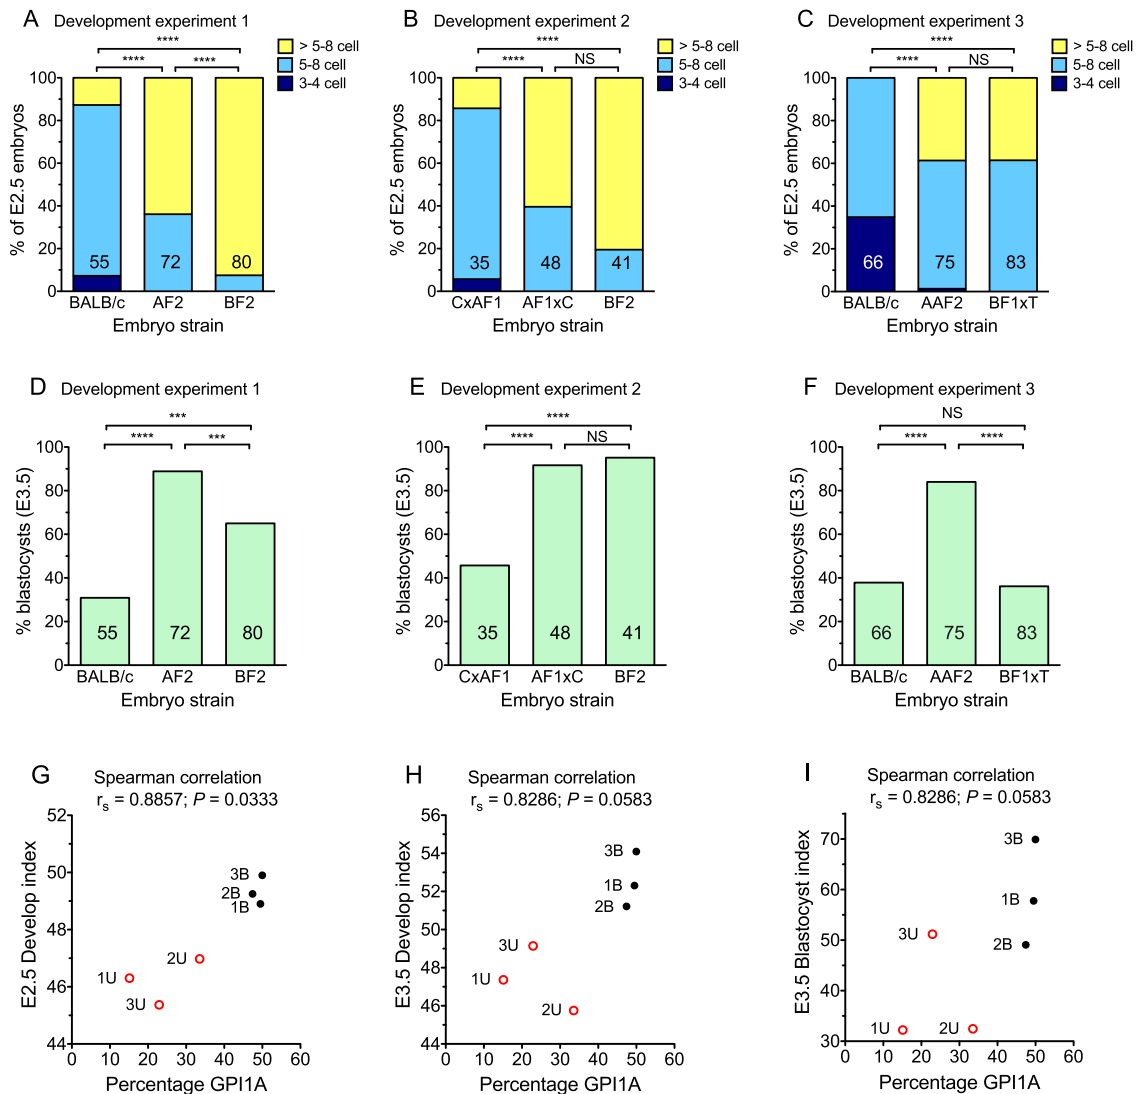 A Development experiment 1
****
**** ****
> 5-8 cell
5-8 cell
3-4 cell
% of E2.5 embryos
100
80
60
40
20
0
55 72 80
BALB/c AF2 BF2
Embryo strain
B Development experiment 2
****
**** NS
> 5-8 cell
5-8 cell
3-4 cell
% of E2.5 embryos
100
80
60
40
20
0
35 48 41
CxAF1 AF1xC BF2
Embryo strain
C Development experiment 3
****
**** NS
> 5-8 cell
5-8 cell
3-4 cell
% of E2.5 embryos
100
80
60
40
20
0
66 75 83
BALB/c AAF2 BF1xT
Embryo strain
D Development experiment 1
***
**** ***
% blastocysts (E3.5)
100
80
60
40
20
0
55 72 80
BALB/c AF2 BF2
Embryo strain
E Development experiment 2
****
**** NS
% blastocysts (E3.5)
100
80
60
40
20
0
35 48 41
CxAF1 AF1xC BF2
Embryo strain
F Development experiment 3
NS
**** ****
% blastocysts (E3.5)
100
80
60
40
20
0
66 75 83
BALB/c AAF2 BF1xT
Embryo strain
G Spearman correlation
rs = 0.8857; P = 0.0333
E2.5 Develop index
52
50
48
46
44
3B
2B
1B
2U
1U
3U
0 10 20 30 40 50 60
Percentage GPI1A
H Spearman correlation
rs = 0.8286; P = 0.0583
E3.5 Develop index
56
54
52
50
48
46
44
3B
1B
2B
3U
1U
2U
0 10 20 30 40 50 60
Percentage GPI1A
I Spearman correlation
rs = 0.8286; P = 0.0583
E3.5 Blastocyst index
70
60
50
40
30
3B
1B
3U
2B
1U 2U
0 10 20 30 40 50 60
Percentage GPI1A